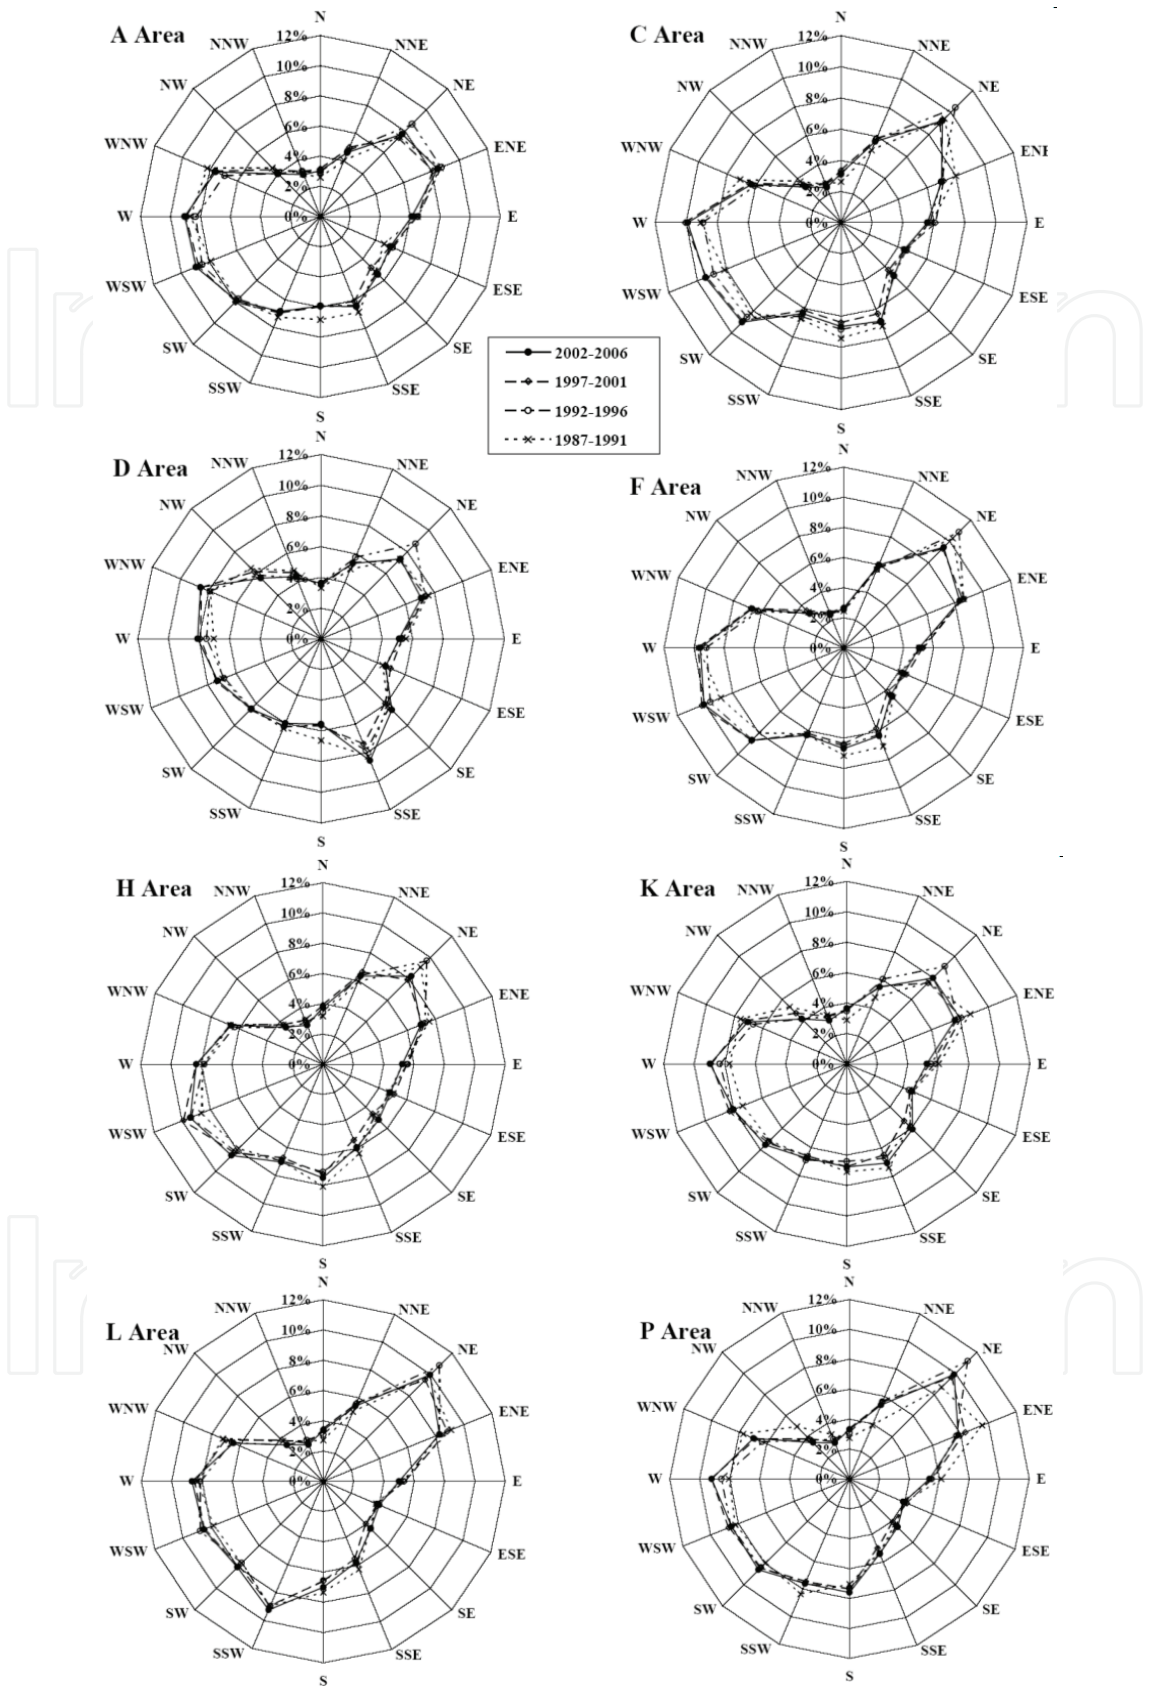 A Area
N
NNE
NE
ENE
E
ESE
SE
SSE
S
SSW
SW
WSW
W
WNW
NW
NNW
12%
10%
8%
6%
4%
2%
0%
C Area
N
NNE
NE
ENE
E
ESE
SE
SSE
S
SSW
SW
WSW
W
WNW
NW
NNW
12%
10%
8%
6%
4%
2%
0%
2002-2006
1997-2001
1992-1996
1987-1991
D Area
N
NNE
NE
ENE
E
ESE
SE
SSE
S
SSW
SW
WSW
W
WNW
NW
NNW
12%
10%
8%
6%
2%
0%
F Area
N
NNE
NE
ENE
E
ESE
SE
SSE
S
SSW
SW
WSW
W
WNW
NW
NNW
12%
10%
8%
6%
4%
2%
0%
H Area
N
NNE
NE
ENE
E
ESE
SE
SSE
S
SSW
SW
WSW
W
WNW
NW
NNW
12%
10%
8%
6%
4%
2%
0%
K Area
N
NNE
NE
ENE
E
ESE
SE
SSE
S
SSW
SW
WSW
W
WNW
NW
NNW
12%
10%
8%
6%
4%
2%
0%
L Area
N
NNE
NE
ENE
E
ESE
SE
SSE
S
SSW
SW
WSW
W
WNW
NW
NNW
12%
10%
8%
6%
4%
2%
0%
P Area
N
NNE
NE
ENE
E
ESE
SE
SSE
S
SSW
SW
WSW
W
WNW
NW
NNW
12%
10%
8%
6%
4%
2%
0%